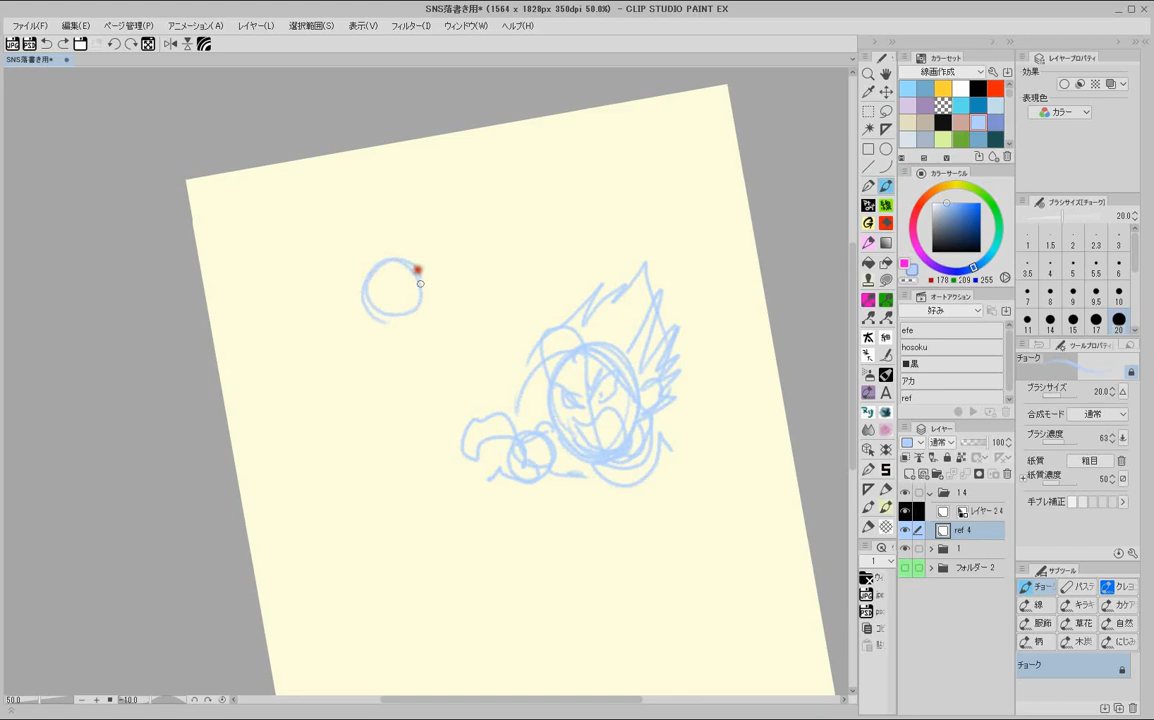 SNS落書き用* (1564 x 1828px 350dpi 50.0%) - CLIP STUDIO PAINT EX
ファイル(F) 編集(E) ページ管理(P) アニメーション(A) レイヤー(L) 選択範囲(S) 表示(V) フィルター(I) ウィンドウ(W) ヘルプ(H)
JPG PSD
SNS落書き用*
カラーセット
線画作成
カラーサークル
178 209 255
オートアクション
好み
efe
hosoku
■黒
アカ
ref
レイヤー
通常 100
1 4
レイヤー 2 4
ref 4
1
フォルダー 2
レイヤープロパティ
効果
表現色
カラー
ブラシサイズ[チョーク]
20.0
1 1.5 2 2.3 3
3.5 4 5 6
7 8 9 9.5 10
11 14 15 17 20
ツールプロパティ
チョーク
ブラシサイズ 20.0
合成モード 通常
ブラシ濃度 63
紙質 粗目
紙質濃度 50
手ブレ補正
サブツール
チョー パステ クレヨ
線 キラキ カケア
服飾 草花 自然
柄 木炭 にじみ
チョーク
1
JPG
PSD
50.0
-10.0